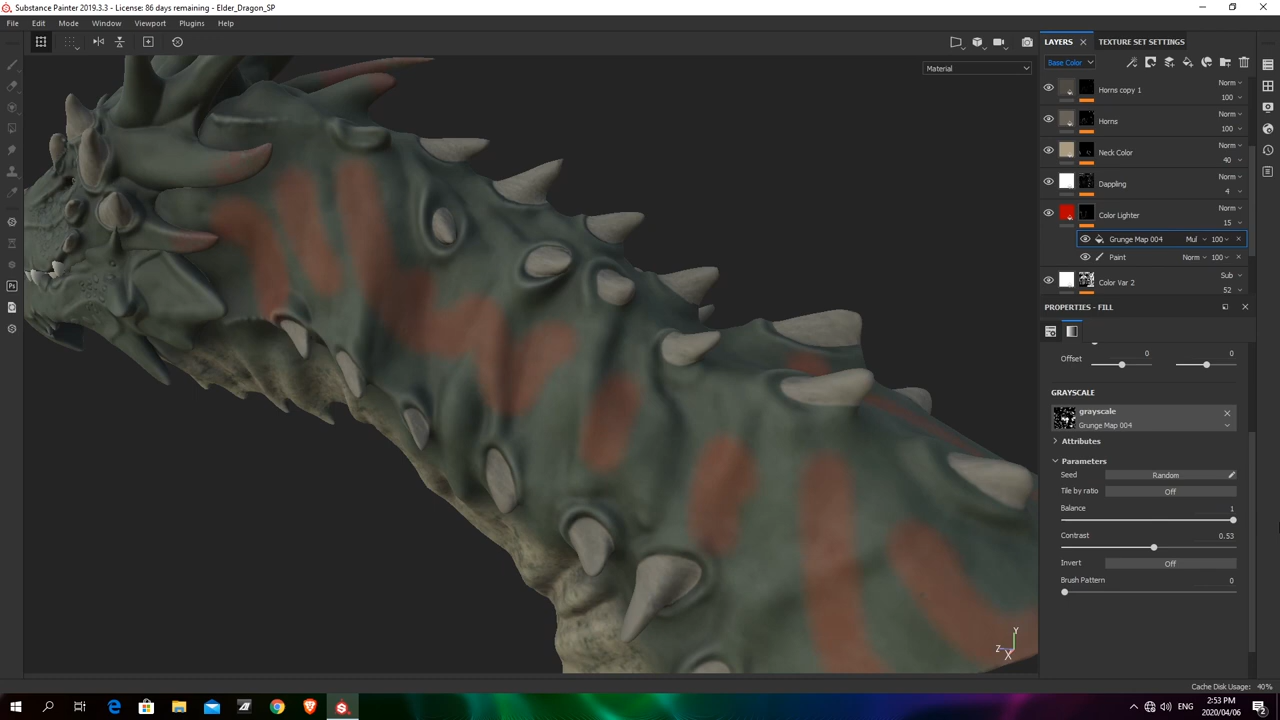 Substance Painter 2019.3.3 - License: 86 days remaining - Elder_Dragon_SP
File Edit Mode Window Viewport Plugins Help
Material
LAYERS TEXTURE SET SETTINGS
Base Color
Horns copy 1 Norm 100
Horns Norm 100
Neck Color Norm 40
Dappling Norm 4
Color Lighter Norm 15
Grunge Map 004 Mul 100
Paint Norm 100
Color Var 2 Sub 52
PROPERTIES - FILL
Offset 0 0
GRAYSCALE
grayscale
Grunge Map 004
Attributes
Parameters
Seed Random
Tile by ratio Off
Balance 1
Contrast 0.53
Invert Off
Brush Pattern 0
Y
Z
X
Ps
Cache Disk Usage: 40%
ENG
2:53 PM
2020/04/06
2